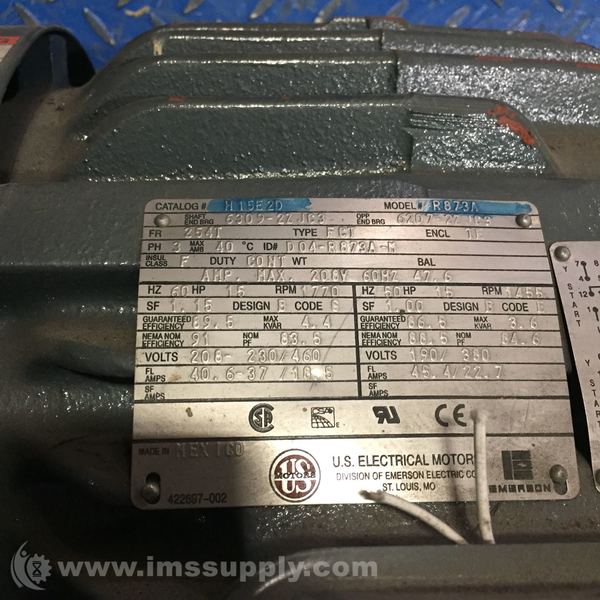 CATALOG # H15E2D MODEL# R873A
SHAFT END BRG 6309-2Z JC3 OPP END BRG 6207-2Z
FR 254T TYPE FCT ENCL
PH 3 MAX AMB 40 °C ID# D04-R873A-M
INSUL CLASS F DUTY CONT WT BAL
AMP. MAX. 208V 60HZ 47.6
HZ 60 HP 15 RPM 1770 HZ 50 HP 15 RPM 1455
SF 1.15 DESIGN B CODE SF 1.00 DESIGN CODE
GUARANTEED EFFICIENCY 89.5 MAX KVAR 4.4 GUARANTEED EFFICIENCY 86.5 MAX KVAR 3.6
NEMA NOM EFFICIENCY 91 NOM PF 83.5 NEMA NOM EFFICIENCY 88.5 NOM PF 84.6
VOLTS 208-230/460 VOLTS 190/380
FL AMPS 40.6-37/18.5 FL AMPS 45.4/22.7
SF AMPS SF AMPS
MADE IN MEXICO
US MOTORS
U.S. ELECTRICAL MOTORS
DIVISION OF EMERSON ELECTRIC CO
ST. LOUIS, MO
EMERSON
422697-002
Y START
Y START
www.imssupply.com